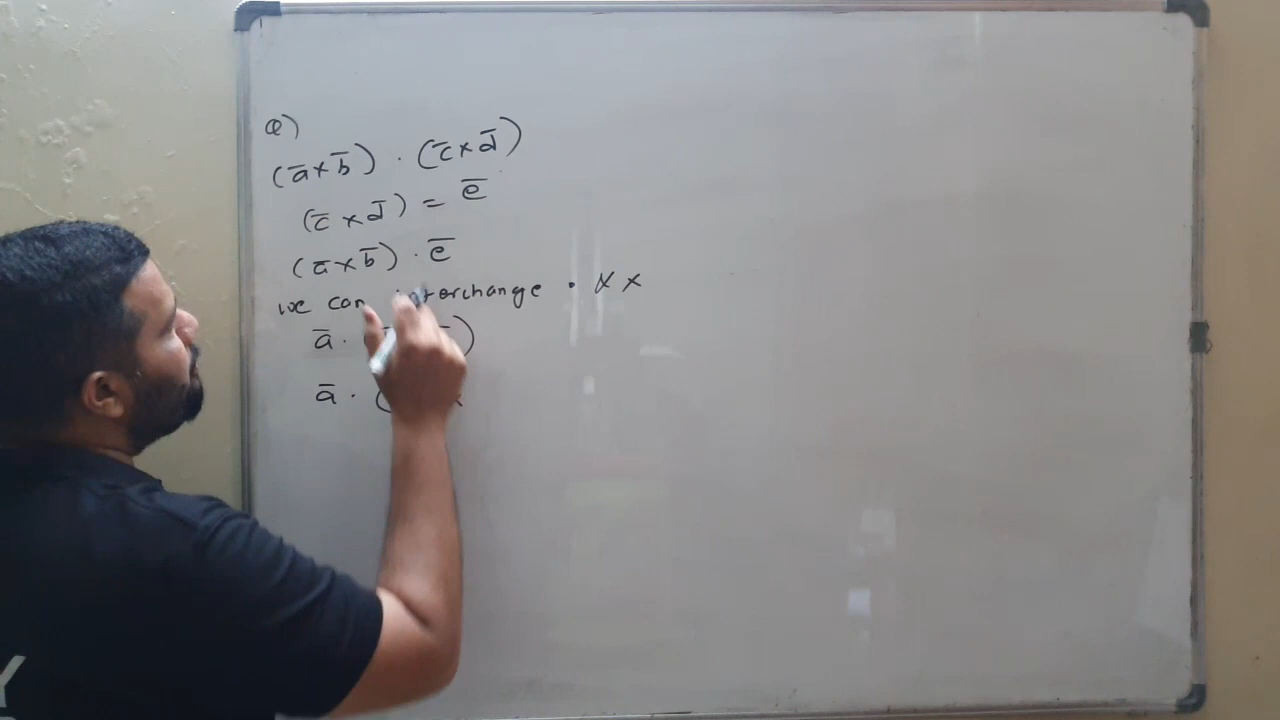 Q)
(a̅ × b̅) · (c̅ × d̅)
(c̅ × d̅) = e̅
(a̅ × b̅) · e̅
we can interchange · & ×
a̅ · ( )
a̅ · (
Y